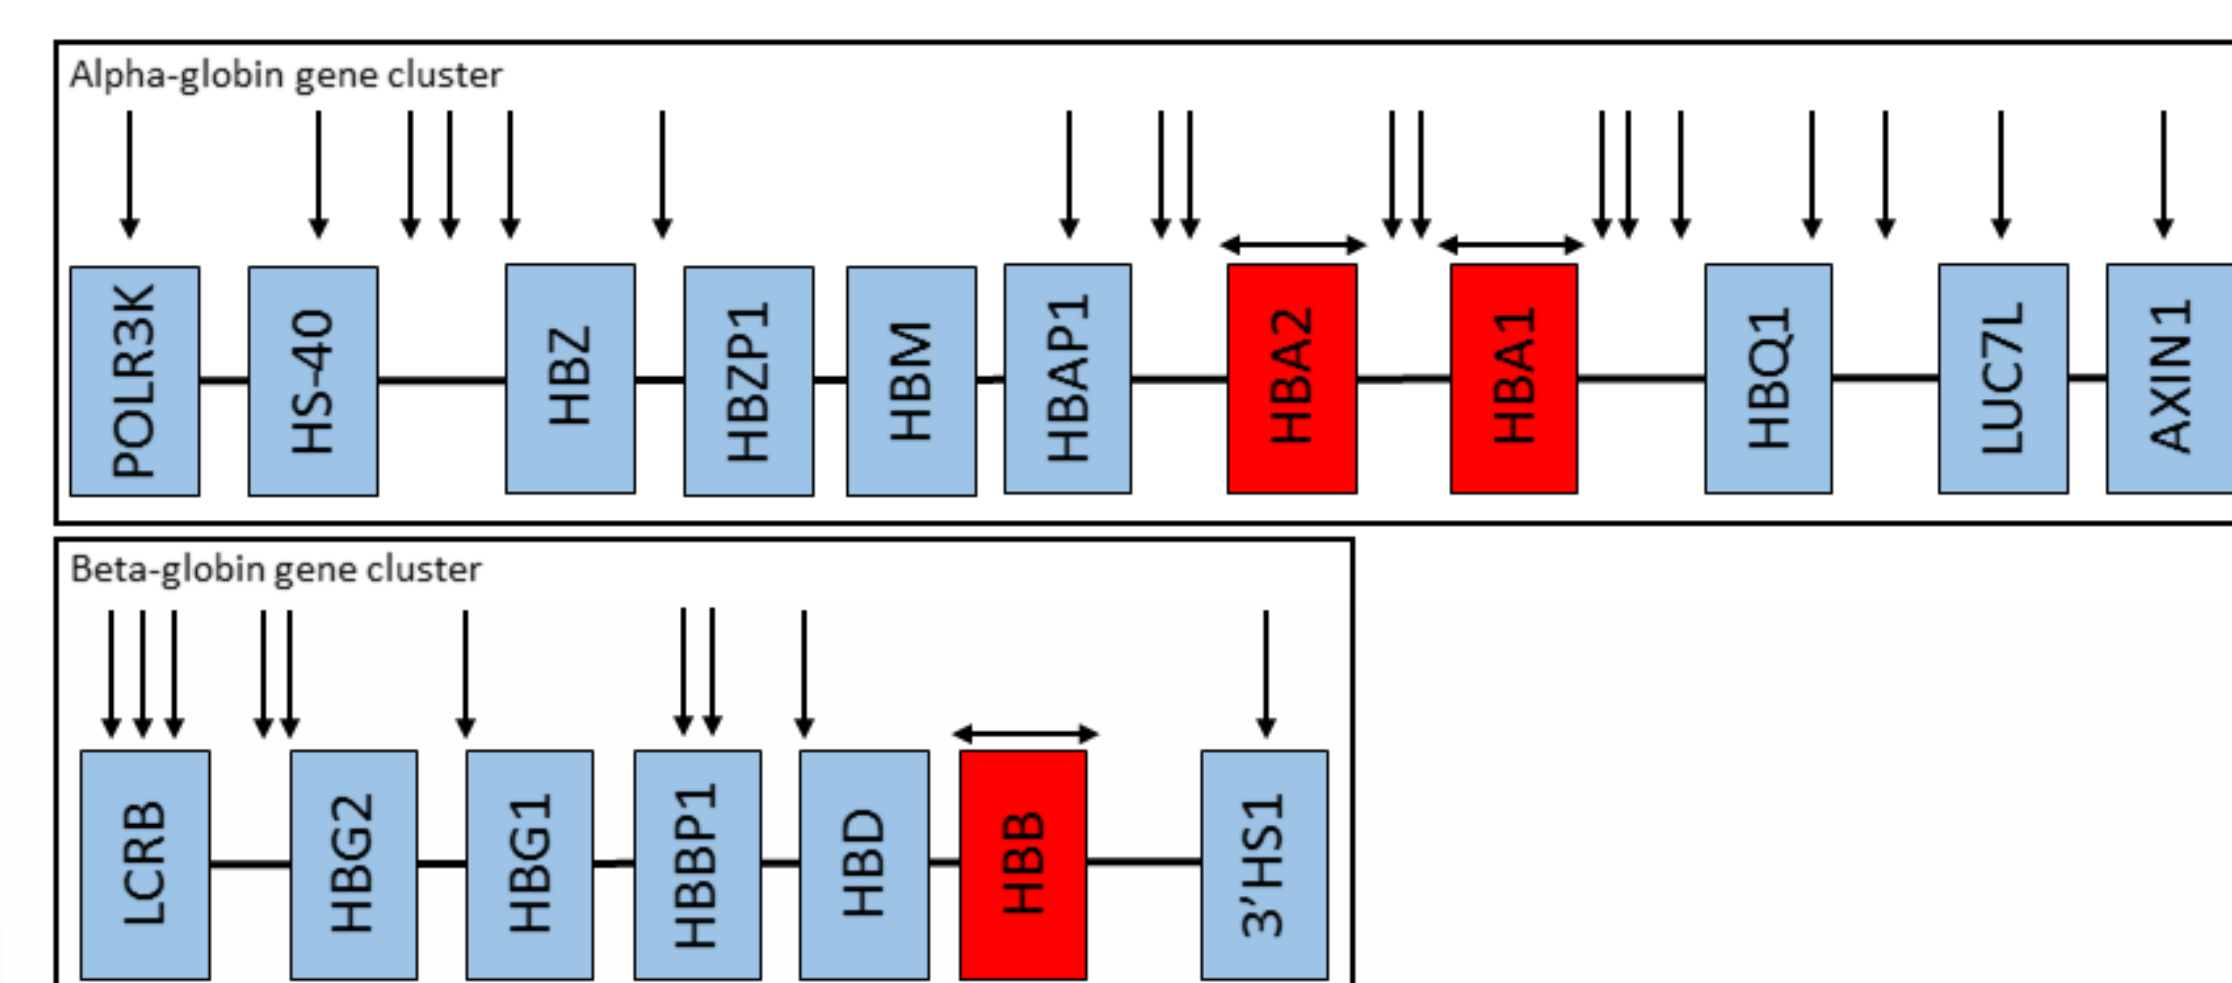 Alpha-globin gene cluster
POLR3K
HS-40
HBZ
HBZP1
HBM
HBAP1
HBA2
HBA1
HBQ1
LUC7L
AXIN1
Beta-globin gene cluster
LCRB
HBG2
HBG1
HBBP1
HBD
HBB
3’HS1